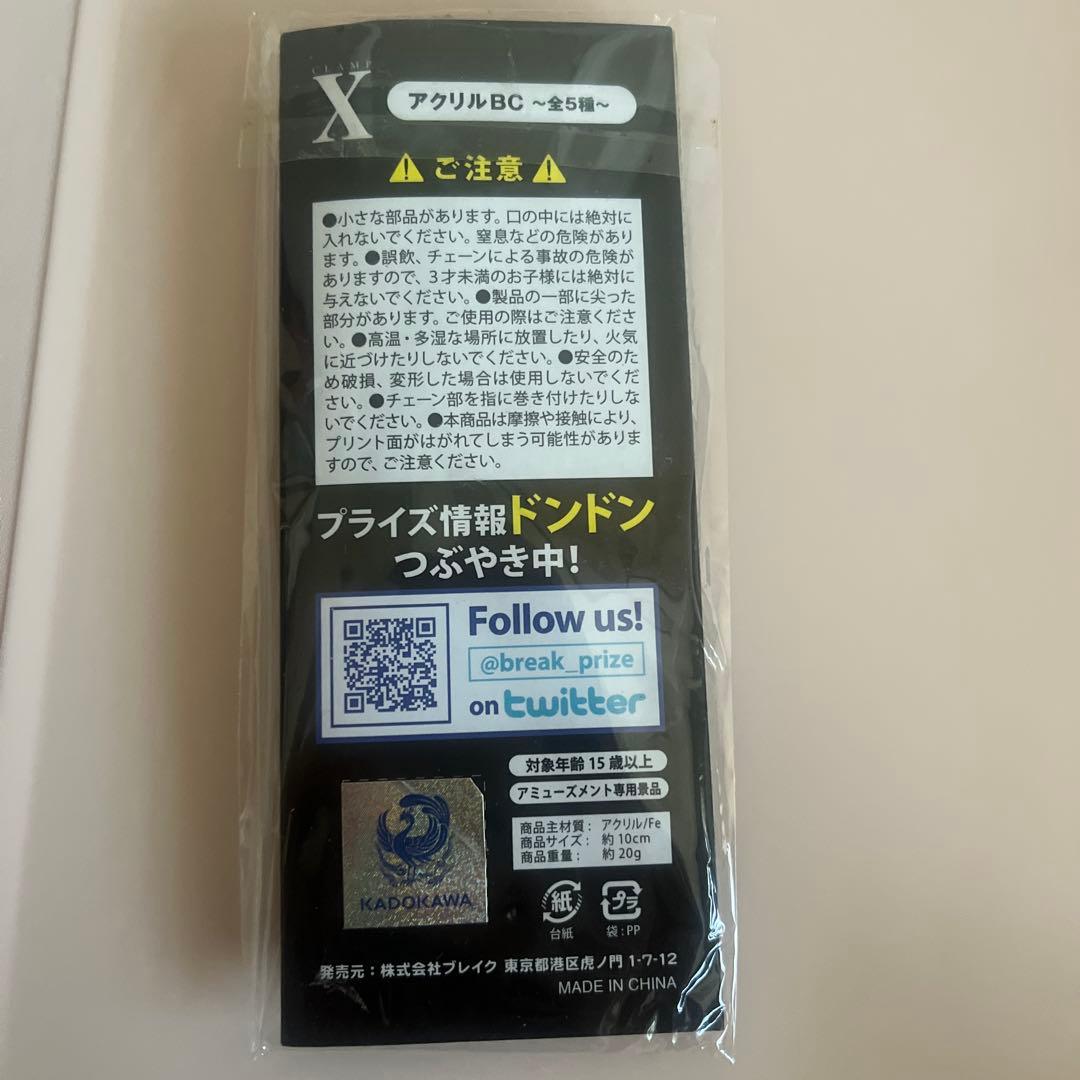 CLAMP
X
アクリルBC ～全5種～
ご注意
●小さな部品があります。口の中には絶対に
入れないでください。窒息などの危険があり
ます。●誤飲、チェーンによる事故の危険が
ありますので、3才未満のお子様には絶対に
与えないでください。●製品の一部に尖った
部分があります。ご使用の際はご注意くださ
い。●高温・多湿な場所に放置したり、火気
に近づけたりしないでください。●安全のた
め破損、変形した場合は使用しないでくだ
さい。●チェーン部を指に巻き付けたりしな
いでください。●本商品は摩擦や接触により、
プリント面がはがれてしまう可能性がありま
すので、ご注意ください。
プライズ情報ドンドン
つぶやき中!
Follow us!
@break_prize
on twitter
対象年齢15歳以上
アミューズメント専用景品
商品主材質： アクリル/Fe
商品サイズ： 約10cm
商品重量： 約20g
KADOKAWA
紙
台紙
プラ
袋：PP
発売元：株式会社ブレイク 東京都港区虎ノ門1-7-12
MADE IN CHINA